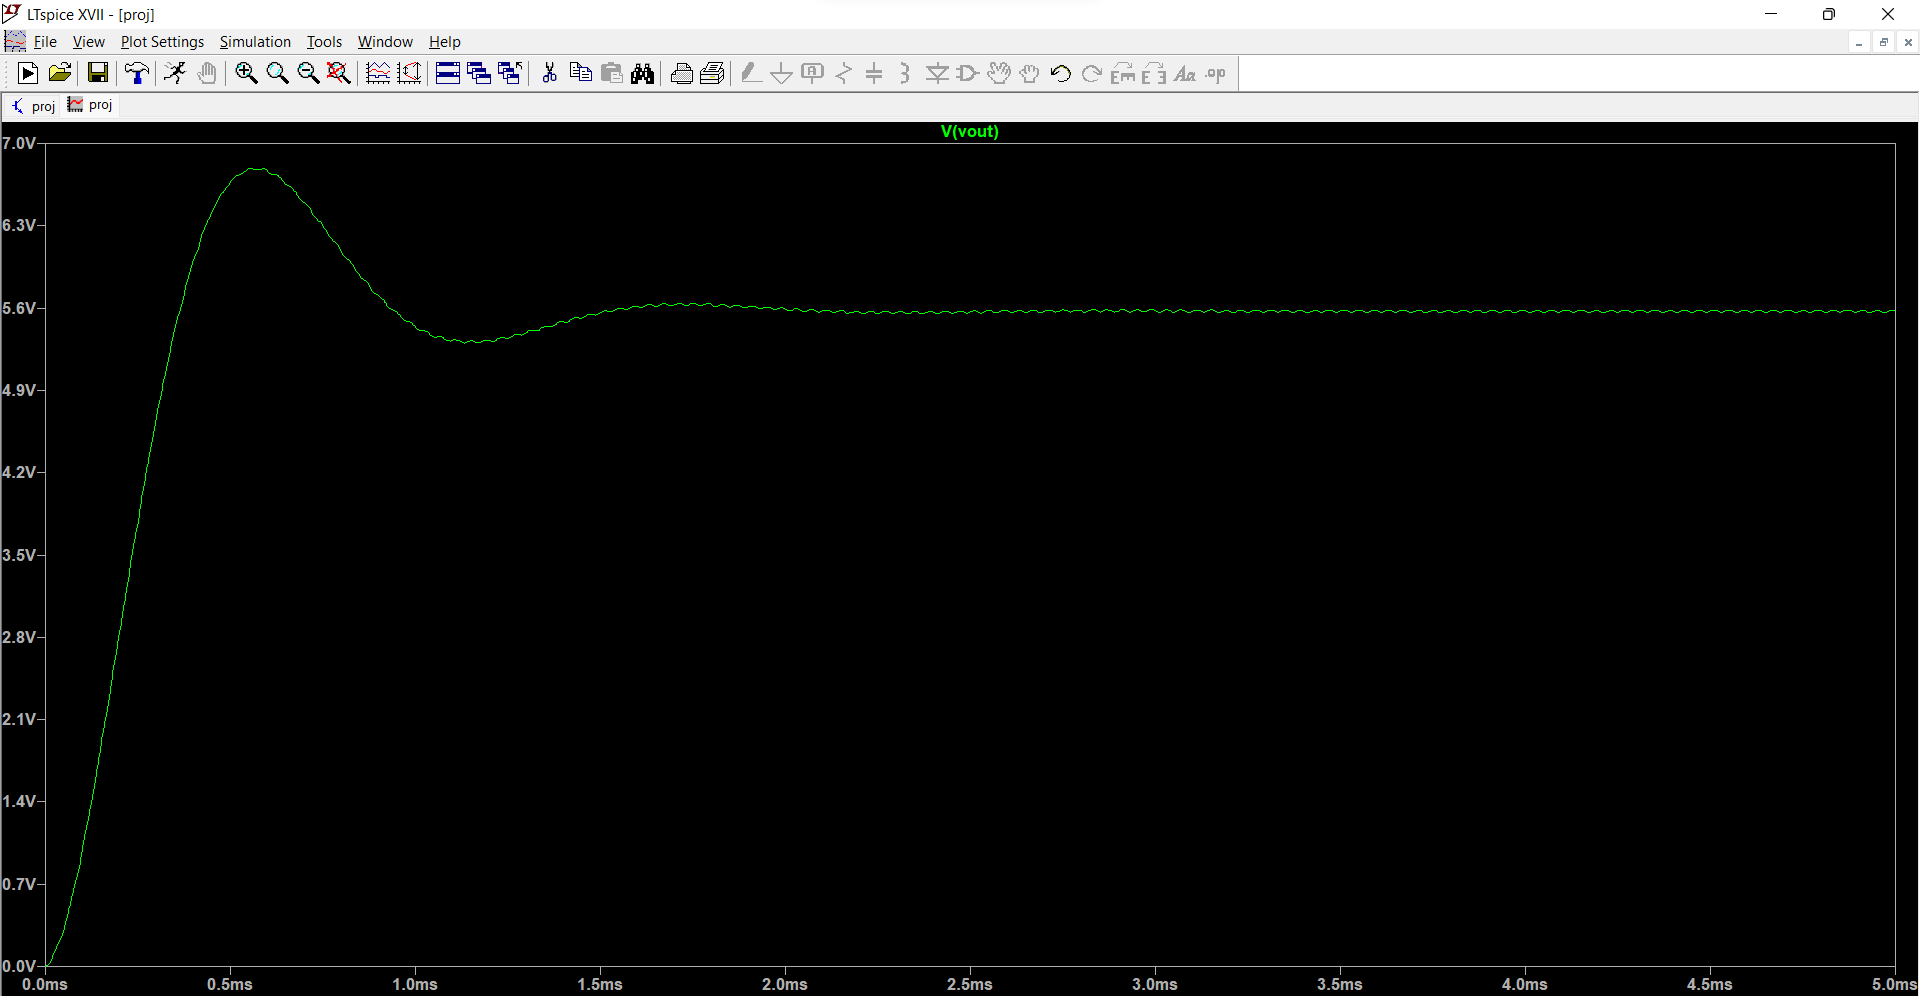 LTspice XVII - [proj]
File View Plot Settings Simulation Tools Window Help
Aa .op
proj proj
V(vout)
7.0V
6.3V
5.6V
4.9V
4.2V
3.5V
2.8V
2.1V
1.4V
0.7V
0.0V
0.0ms 0.5ms 1.0ms 1.5ms 2.0ms 2.5ms 3.0ms 3.5ms 4.0ms 4.5ms 5.0ms